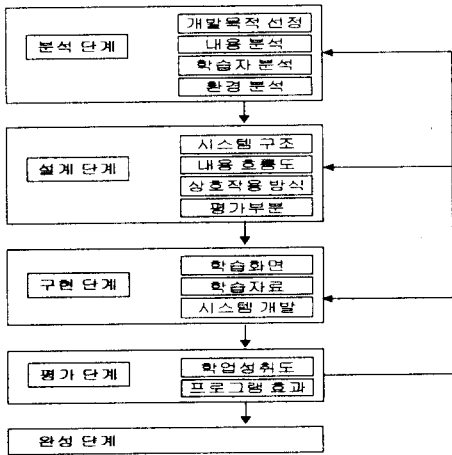 분석 단계
개발목적 선정
내용 분석
학습자 분석
환경 분석
설계 단계
시스템 구조
내용 흐름도
상호작용 방식
평가부분
구현 단계
학습화면
학습자료
시스템 개발
평가 단계
학업성취도
프로그램 효과
완성 단계